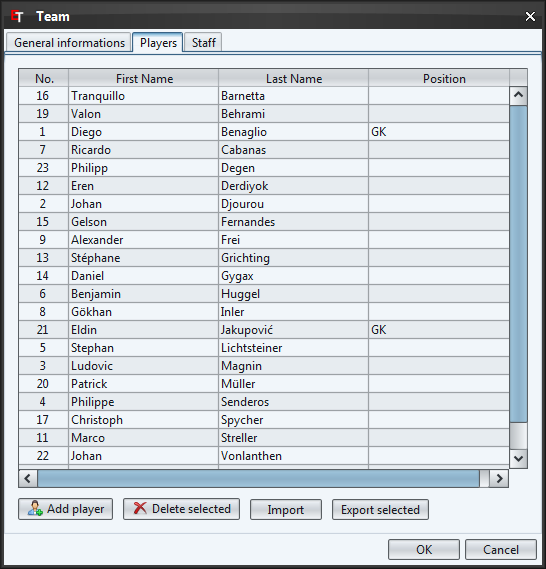 ET Team
General informations Players Staff
No. First Name Last Name Position
16 Tranquillo Barnetta
19 Valon Behrami
1 Diego Benaglio GK
7 Ricardo Cabanas
23 Philipp Degen
12 Eren Derdiyok
2 Johan Djourou
15 Gelson Fernandes
9 Alexander Frei
13 Stéphane Grichting
14 Daniel Gygax
6 Benjamin Huggel
8 Gökhan Inler
21 Eldin Jakupović GK
5 Stephan Lichtsteiner
3 Ludovic Magnin
20 Patrick Müller
4 Philippe Senderos
17 Christoph Spycher
11 Marco Streller
22 Johan Vonlanthen
Add player Delete selected Import Export selected
OK Cancel